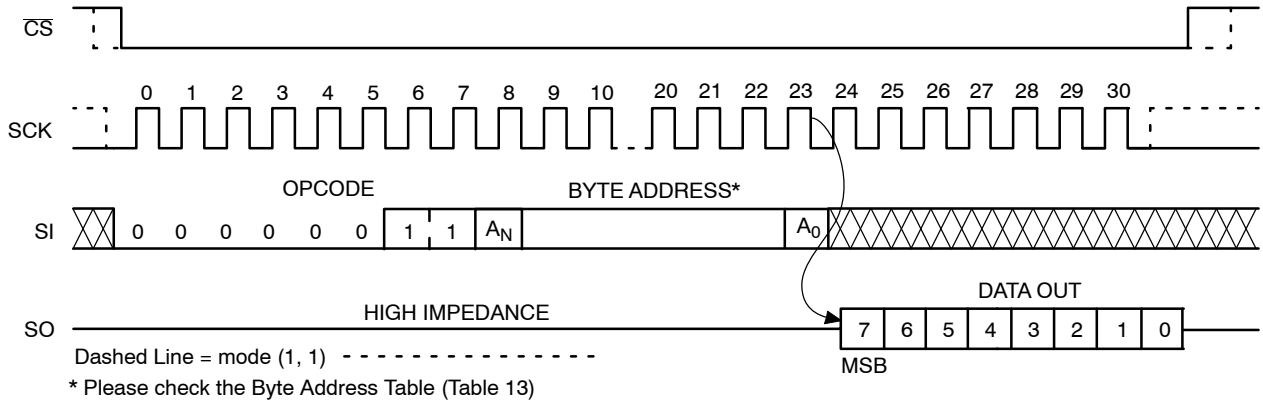 CS
0 1 2 3 4 5 6 7 8 9 10 20 21 22 23 24 25 26 27 28 29 30
SCK
OPCODE BYTE ADDRESS*
SI 0 0 0 0 0 0 1 1 AN A0
DATA OUT
HIGH IMPEDANCE
SO 7 6 5 4 3 2 1 0
Dashed Line = mode (1, 1)
MSB
* Please check the Byte Address Table (Table 13)